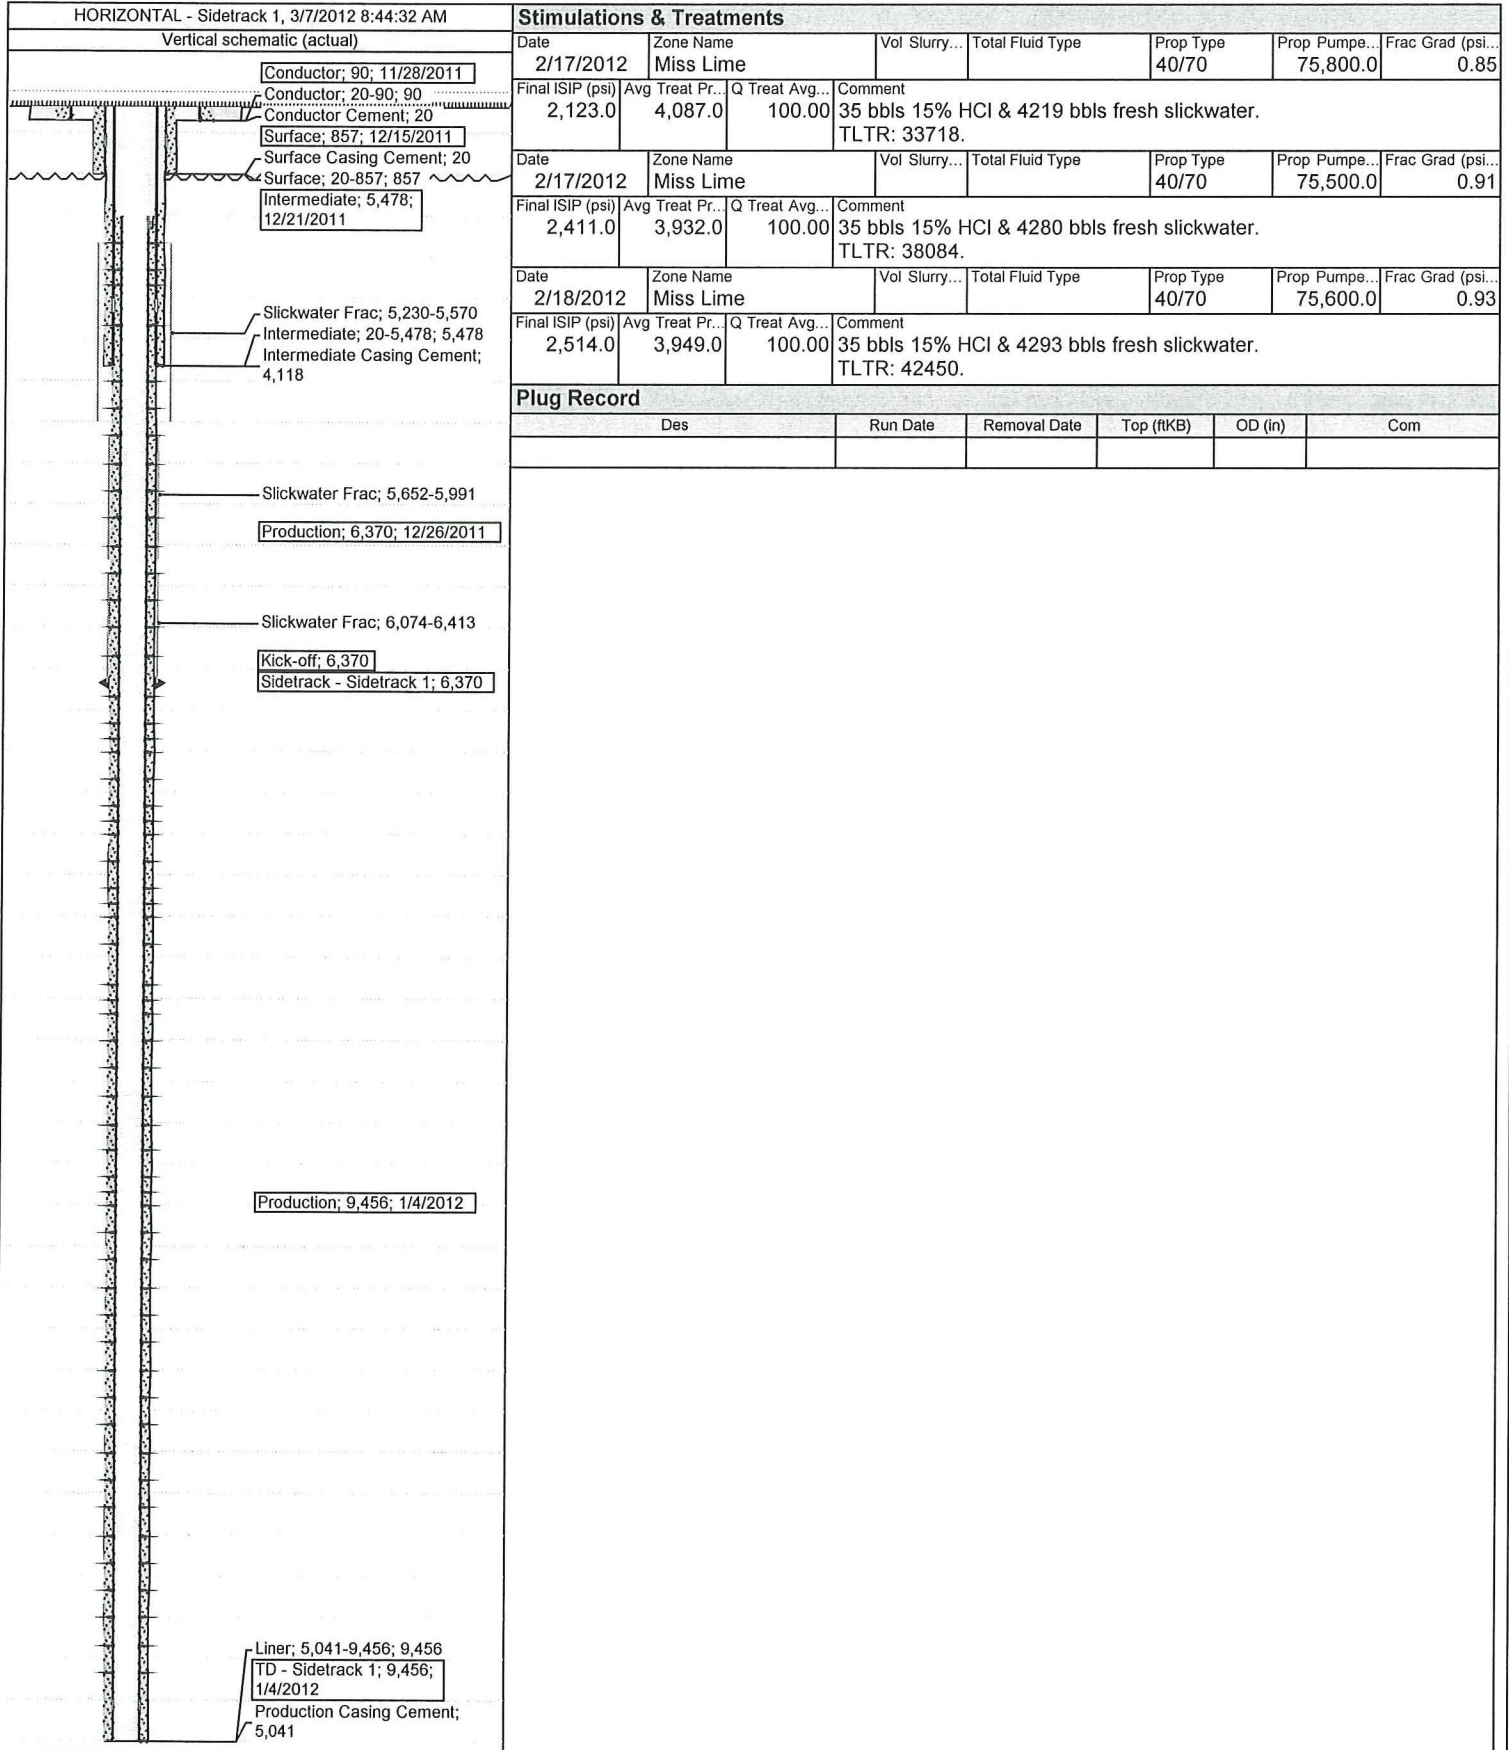 HORIZONTAL - Sidetrack 1, 3/7/2012 8:44:32 AM
Vertical schematic (actual)
Conductor; 90; 11/28/2011
Conductor; 20-90; 90
Conductor Cement; 20
Surface; 857; 12/15/2011
Surface Casing Cement; 20
Surface; 20-857; 857
Intermediate; 5,478;
12/21/2011
Slickwater Frac; 5,230-5,570
Intermediate; 20-5,478; 5,478
Intermediate Casing Cement;
4,118
Slickwater Frac; 5,652-5,991
Production; 6,370; 12/26/2011
Slickwater Frac; 6,074-6,413
Kick-off; 6,370
Sidetrack - Sidetrack 1; 6,370
Production; 9,456; 1/4/2012
Liner; 5,041-9,456; 9,456
TD - Sidetrack 1; 9,456;
1/4/2012
Production Casing Cement;
5,041
Stimulations & Treatments
Date Zone Name Vol Slurry... Total Fluid Type Prop Type Prop Pumpe... Frac Grad (psi...
2/17/2012 Miss Lime 40/70 75,800.0 0.85
Final ISIP (psi) Avg Treat Pr... Q Treat Avg... Comment
2,123.0 4,087.0 100.00 35 bbls 15% HCl & 4219 bbls fresh slickwater.
TLTR: 33718.
Date Zone Name Vol Slurry... Total Fluid Type Prop Type Prop Pumpe... Frac Grad (psi...
2/17/2012 Miss Lime 40/70 75,500.0 0.91
Final ISIP (psi) Avg Treat Pr... Q Treat Avg... Comment
2,411.0 3,932.0 100.00 35 bbls 15% HCl & 4280 bbls fresh slickwater.
TLTR: 38084.
Date Zone Name Vol Slurry... Total Fluid Type Prop Type Prop Pumpe... Frac Grad (psi...
2/18/2012 Miss Lime 40/70 75,600.0 0.93
Final ISIP (psi) Avg Treat Pr... Q Treat Avg... Comment
2,514.0 3,949.0 100.00 35 bbls 15% HCl & 4293 bbls fresh slickwater.
TLTR: 42450.
Plug Record
Des Run Date Removal Date Top (ftKB) OD (in) Com